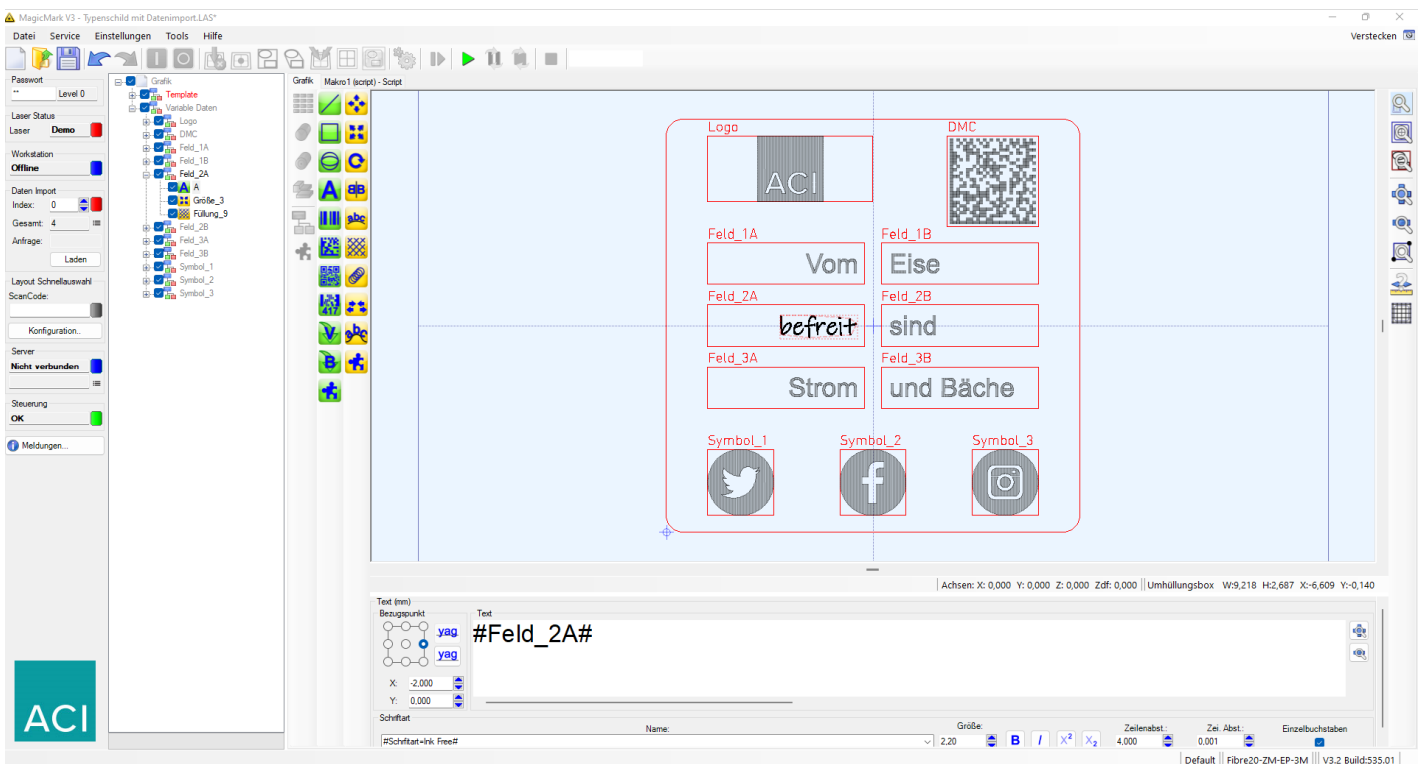 MagicMark V3 - Typenschild mit Datenimport.LAS*
Datei Service Einstellungen Tools Hilfe
Verstecken
Passwort
** Level 0
Laser Status
Laser Demo
Workstation
Offline
Daten Import
Index: 0
Gesamt: 4
Anfrage:
Laden
Layout Schnellauswahl
ScanCode:
Konfiguration..
Server
Nicht verbunden
Steuerung
OK
Meldungen...
ACI
Grafik
Template
Variable Daten
Logo
DMC
Feld_1A
Feld_1B
Feld_2A
A A
Größe_3
Füllung_9
Feld_2B
Feld_3A
Feld_3B
Symbol_1
Symbol_2
Symbol_3
Grafik Makro1 (script) - Script
A BB
abc
417
V abc
B
Logo DMC
ACI
Feld_1A Feld_1B
Vom Eise
Feld_2A Feld_2B
befreit sind
Feld_3A Feld_3B
Strom und Bäche
Symbol_1 Symbol_2 Symbol_3
Achsen: X: 0,000 Y: 0,000 Z: 0,000 Zdf: 0,000 Umhüllungsbox W:9,218 H:2,687 X:-6,609 Y:-0,140
Text (mm)
Bezugspunkt
yag
yag
X: -2,000
Y: 0,000
Text
#Feld_2A#
Schriftart
Name: Größe: Zeilenabst.: Zei. Abst.: Einzelbuchstaben
#Schriftart=Ink Free# 2,20 B I X² X₂ 4,000 0,001
Default Fibre20-ZM-EP-3M V3.2 Build:535.01